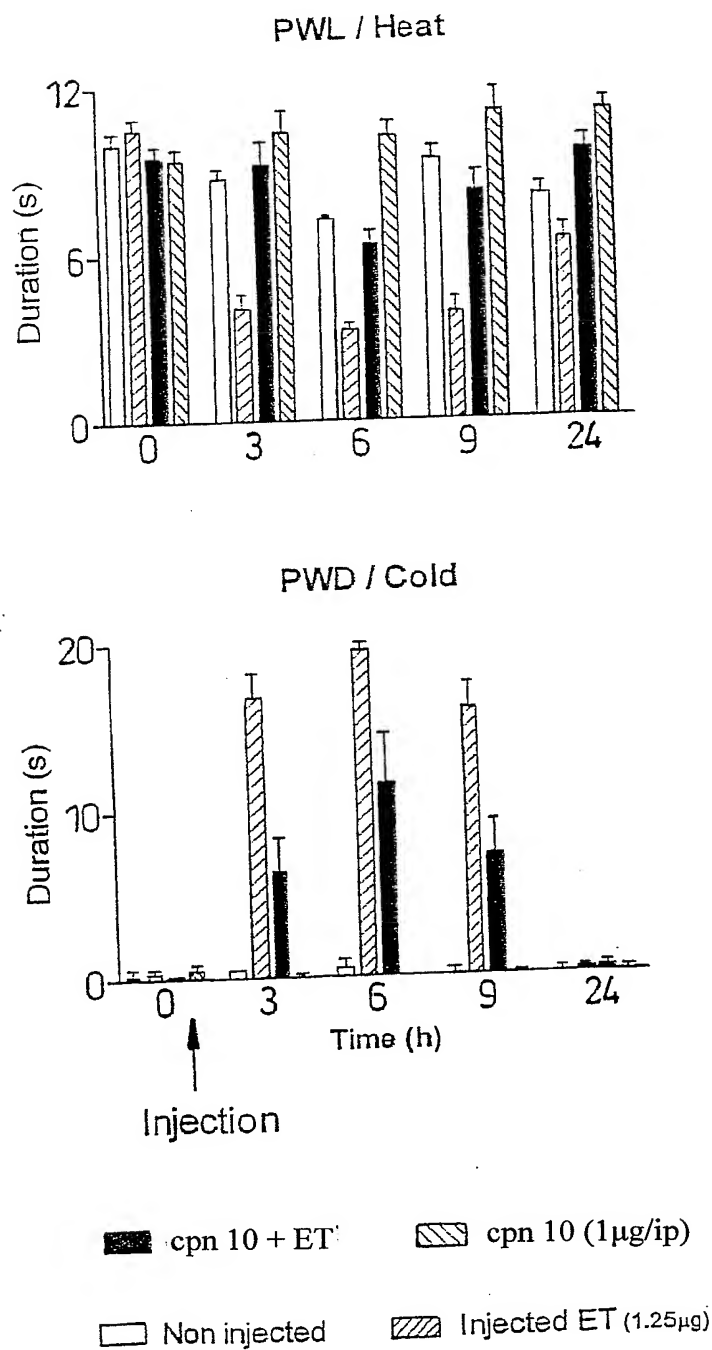 PWL / Heat
Duration (s)
12
6
0
0 3 6 9 24
PWD / Cold
Duration (s)
20
10
0
0 3 6 9 24
Time (h)
Injection
cpn 10 + ET
cpn 10 (1µg/ip)
Non injected
Injected ET (1.25µg)